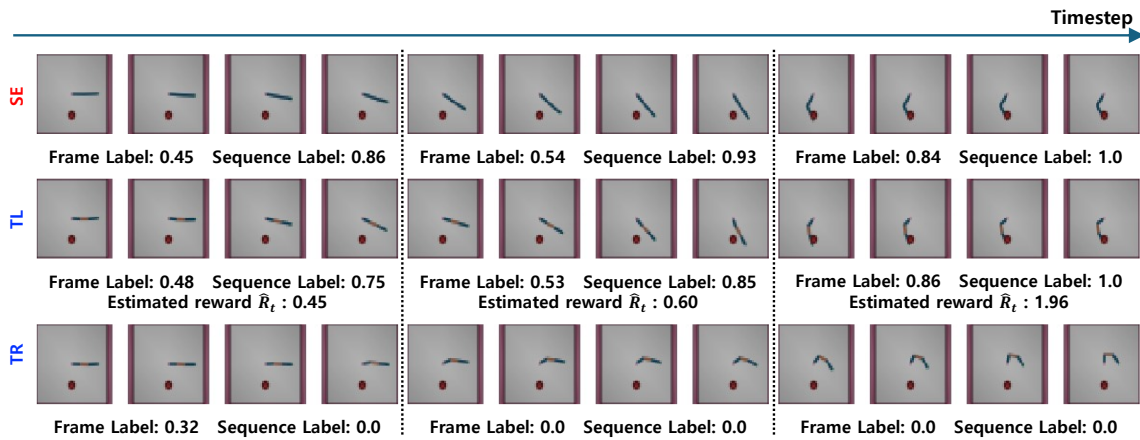 Timestep
SE
Frame Label: 0.45 Sequence Label: 0.86
Frame Label: 0.54 Sequence Label: 0.93
Frame Label: 0.84 Sequence Label: 1.0
TL
Frame Label: 0.48 Sequence Label: 0.75
Frame Label: 0.53 Sequence Label: 0.85
Frame Label: 0.86 Sequence Label: 1.0
Estimated reward R̂_t : 0.45
Estimated reward R̂_t : 0.60
Estimated reward R̂_t : 1.96
TR
Frame Label: 0.32 Sequence Label: 0.0
Frame Label: 0.0 Sequence Label: 0.0
Frame Label: 0.0 Sequence Label: 0.0